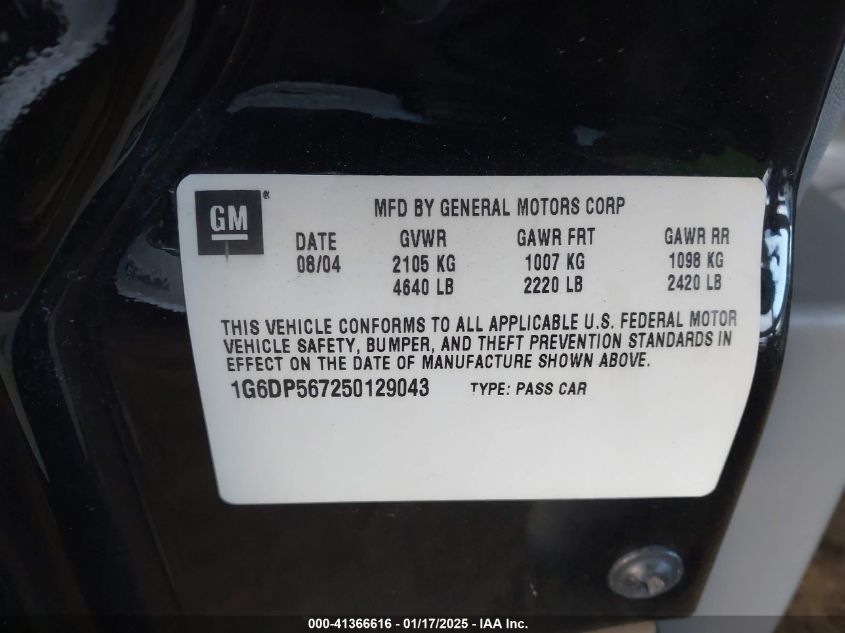 GM®
MFD BY GENERAL MOTORS CORP
DATE GVWR GAWR FRT GAWR RR
08/04 2105 KG 1007 KG 1098 KG
4640 LB 2220 LB 2420 LB
THIS VEHICLE CONFORMS TO ALL APPLICABLE U.S. FEDERAL MOTOR
VEHICLE SAFETY, BUMPER, AND THEFT PREVENTION STANDARDS IN
EFFECT ON THE DATE OF MANUFACTURE SHOWN ABOVE.
1G6DP567250129043 TYPE: PASS CAR
000-41366616 - 01/17/2025 - IAA Inc.